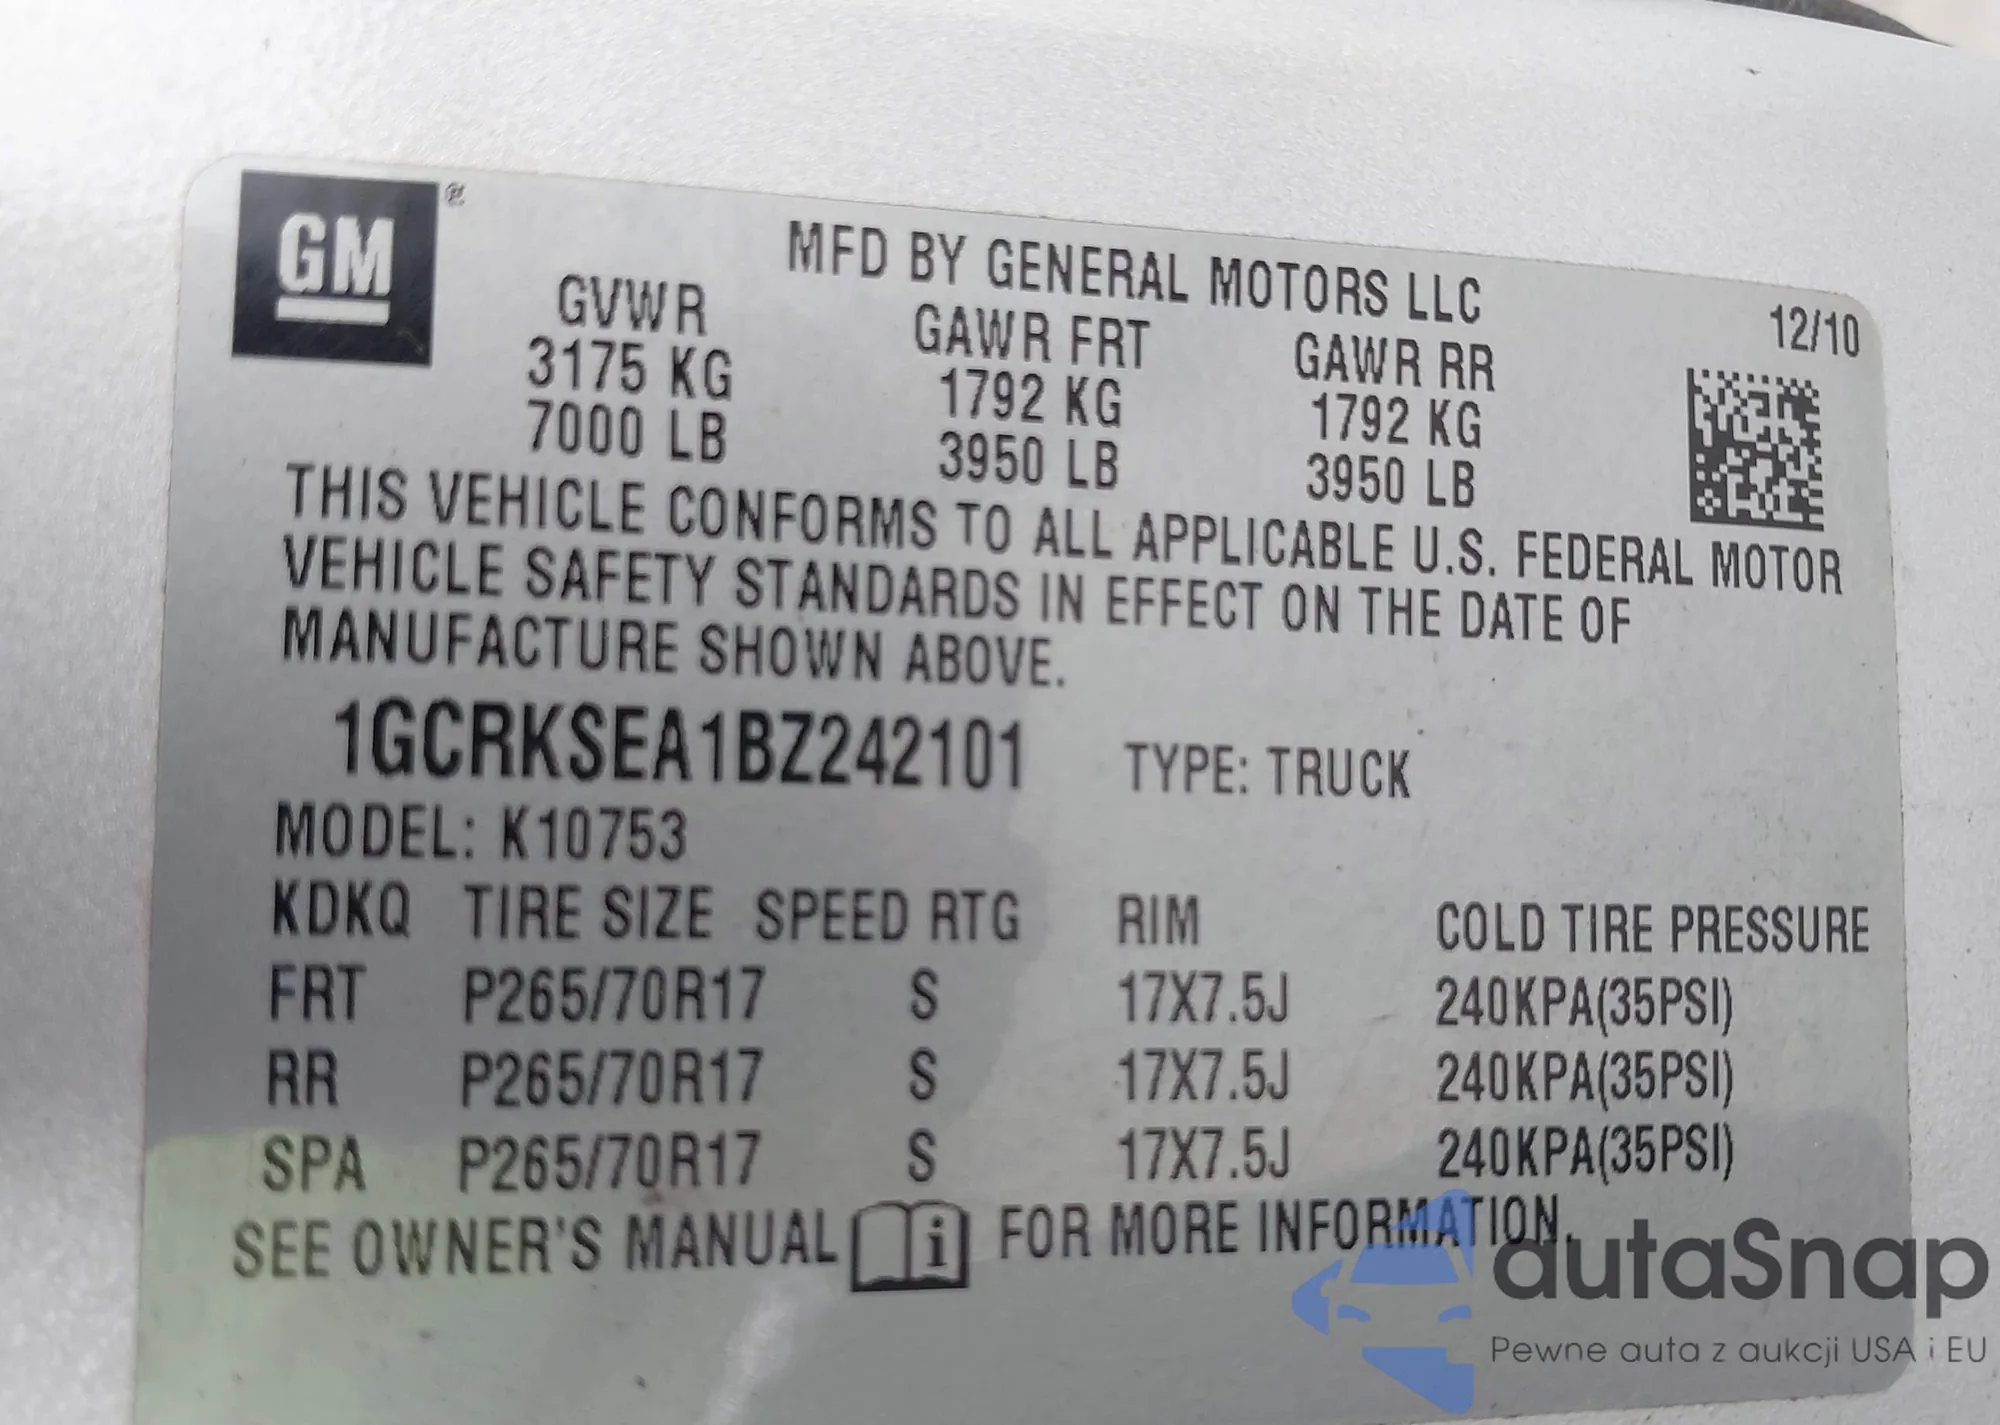 GM®
MFD BY GENERAL MOTORS LLC
12/10
GVWR GAWR FRT GAWR RR
3175 KG 1792 KG 1792 KG
7000 LB 3950 LB 3950 LB
THIS VEHICLE CONFORMS TO ALL APPLICABLE U.S. FEDERAL MOTOR
VEHICLE SAFETY STANDARDS IN EFFECT ON THE DATE OF
MANUFACTURE SHOWN ABOVE.
1GCRKSEA1BZ242101 TYPE: TRUCK
MODEL: K10753
KDKQ TIRE SIZE SPEED RTG RIM COLD TIRE PRESSURE
FRT P265/70R17 S 17X7.5J 240KPA(35PSI)
RR P265/70R17 S 17X7.5J 240KPA(35PSI)
SPA P265/70R17 S 17X7.5J 240KPA(35PSI)
SEE OWNER'S MANUAL i FOR MORE INFORMATION.
autaSnap
Pewne auta z aukcji USA i EU